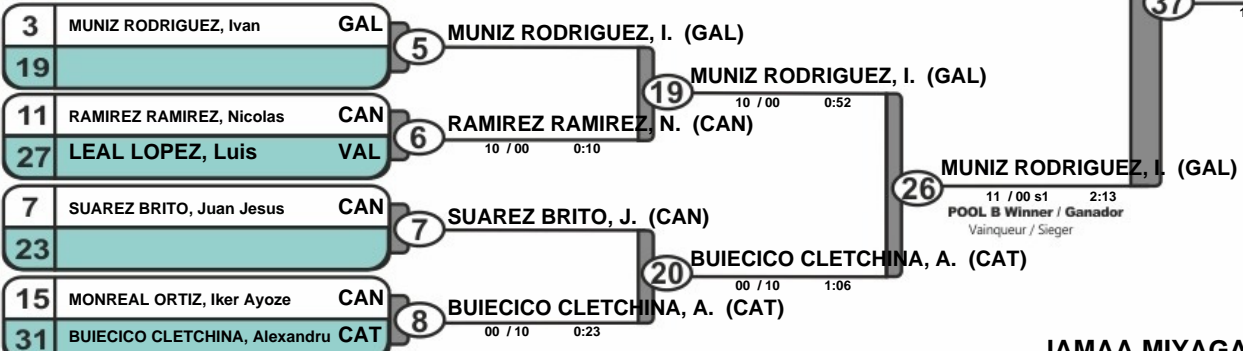 37
3 MUNIZ RODRIGUEZ, Ivan GAL
19
5 MUNIZ RODRIGUEZ, I. (GAL)
11 RAMIREZ RAMIREZ, Nicolas CAN
27 LEAL LOPEZ, Luis VAL
6 RAMIREZ RAMIREZ, N. (CAN)
10 / 00 0:10
19 MUNIZ RODRIGUEZ, I. (GAL)
10 / 00 0:52
7 SUAREZ BRITO, Juan Jesus CAN
23
7 SUAREZ BRITO, J. (CAN)
15 MONREAL ORTIZ, Iker Ayoze CAN
31 BUIECICO CLETCHINA, Alexandru CAT
8 BUIECICO CLETCHINA, A. (CAT)
00 / 10 0:23
20 BUIECICO CLETCHINA, A. (CAT)
00 / 10 1:06
26 MUNIZ RODRIGUEZ, I. (GAL)
11 / 00 s1 2:13
POOL B Winner / Ganador
Vainqueur / Sieger